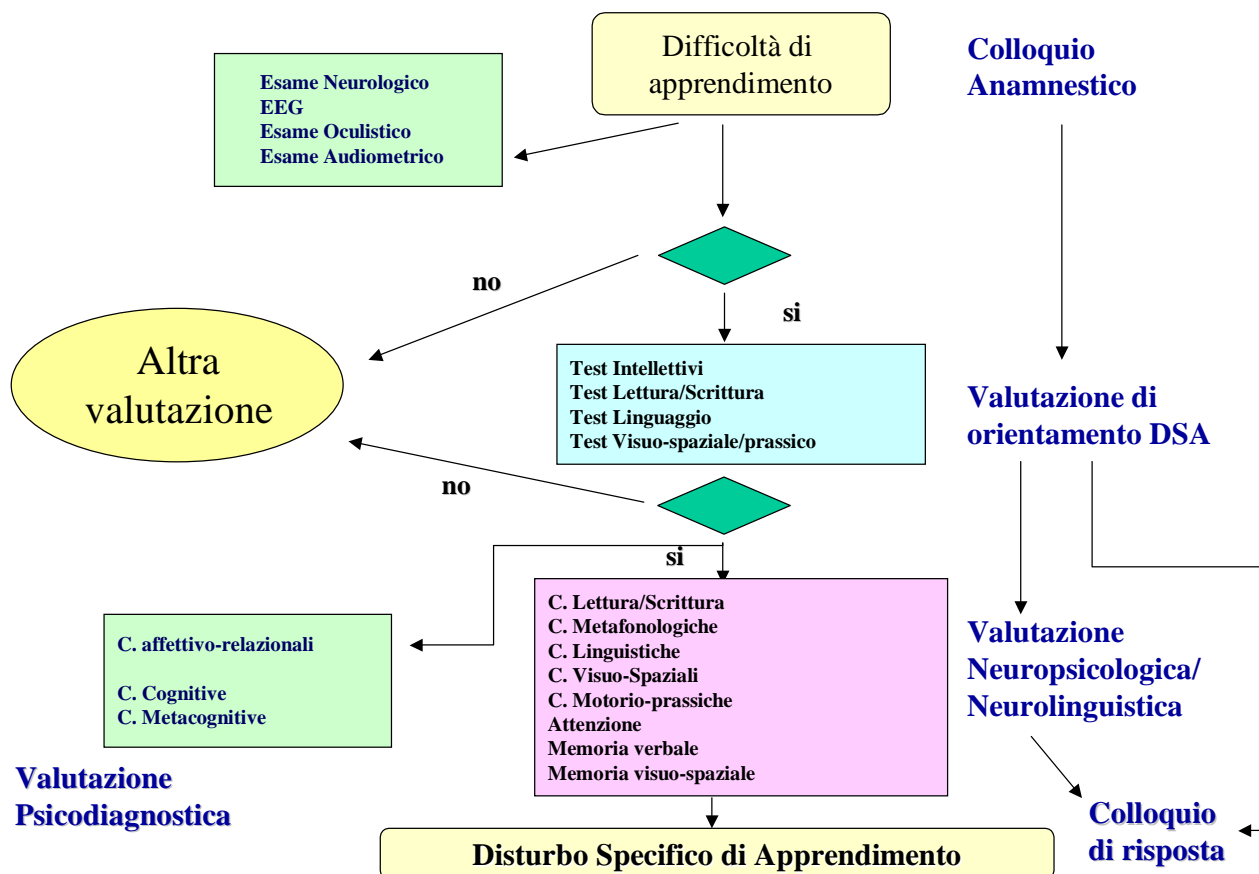 Difficoltà di
apprendimento
Colloquio
Anamnestico
Esame Neurologico
EEG
Esame Oculistico
Esame Audiometrico
no
si
Altra
valutazione
Test Intellettivi
Test Lettura/Scrittura
Test Linguaggio
Test Visuo-spaziale/prassico
Valutazione di
orientamento DSA
no
si
C. affettivo-relazionali
C. Cognitive
C. Metacognitive
C. Lettura/Scrittura
C. Metafonologiche
C. Linguistiche
C. Visuo-Spaziali
C. Motorio-prassiche
Attenzione
Memoria verbale
Memoria visuo-spaziale
Valutazione
Neuropsicologica/
Neurolinguistica
Valutazione
Psicodiagnostica
Colloquio
di risposta
Disturbo Specifico di Apprendimento